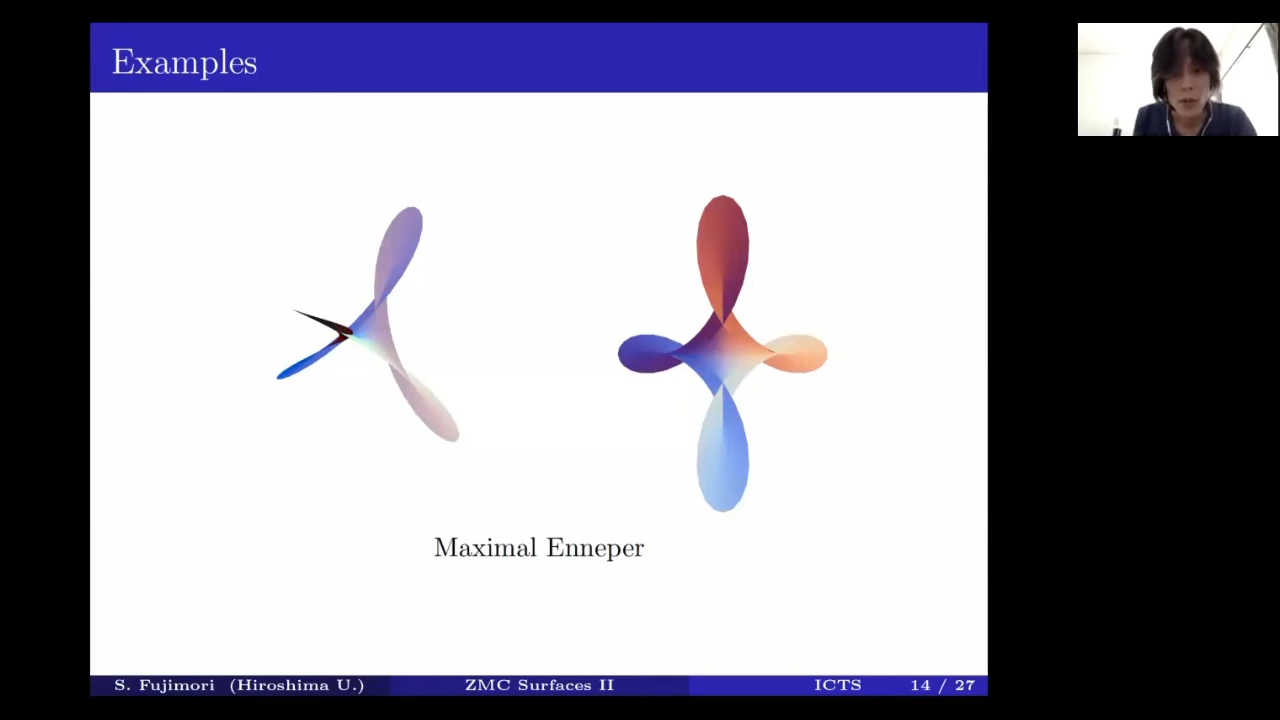 Examples
Maximal Enneper
S. Fujimori (Hiroshima U.) ZMC Surfaces II ICTS 14 / 27